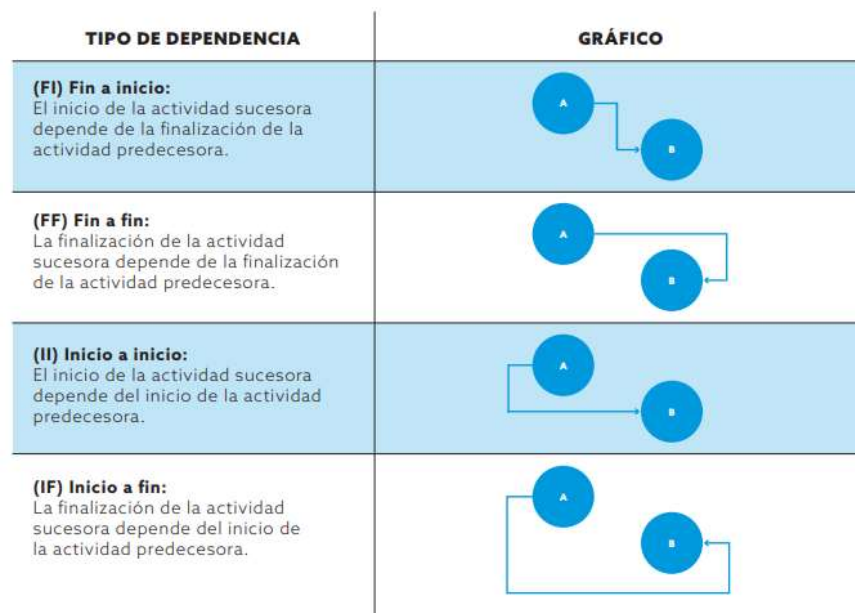 TIPO DE DEPENDENCIA
GRÁFICO
(FI) Fin a inicio:
El inicio de la actividad sucesora
depende de la finalización de la
actividad predecesora.
A
B
(FF) Fin a fin:
La finalización de la actividad
sucesora depende de la finalización
de la actividad predecesora.
A
B
(II) Inicio a inicio:
El inicio de la actividad sucesora
depende del inicio de la actividad
predecesora.
A
B
(IF) Inicio a fin:
La finalización de la actividad
sucesora depende del inicio de
la actividad predecesora.
A
B